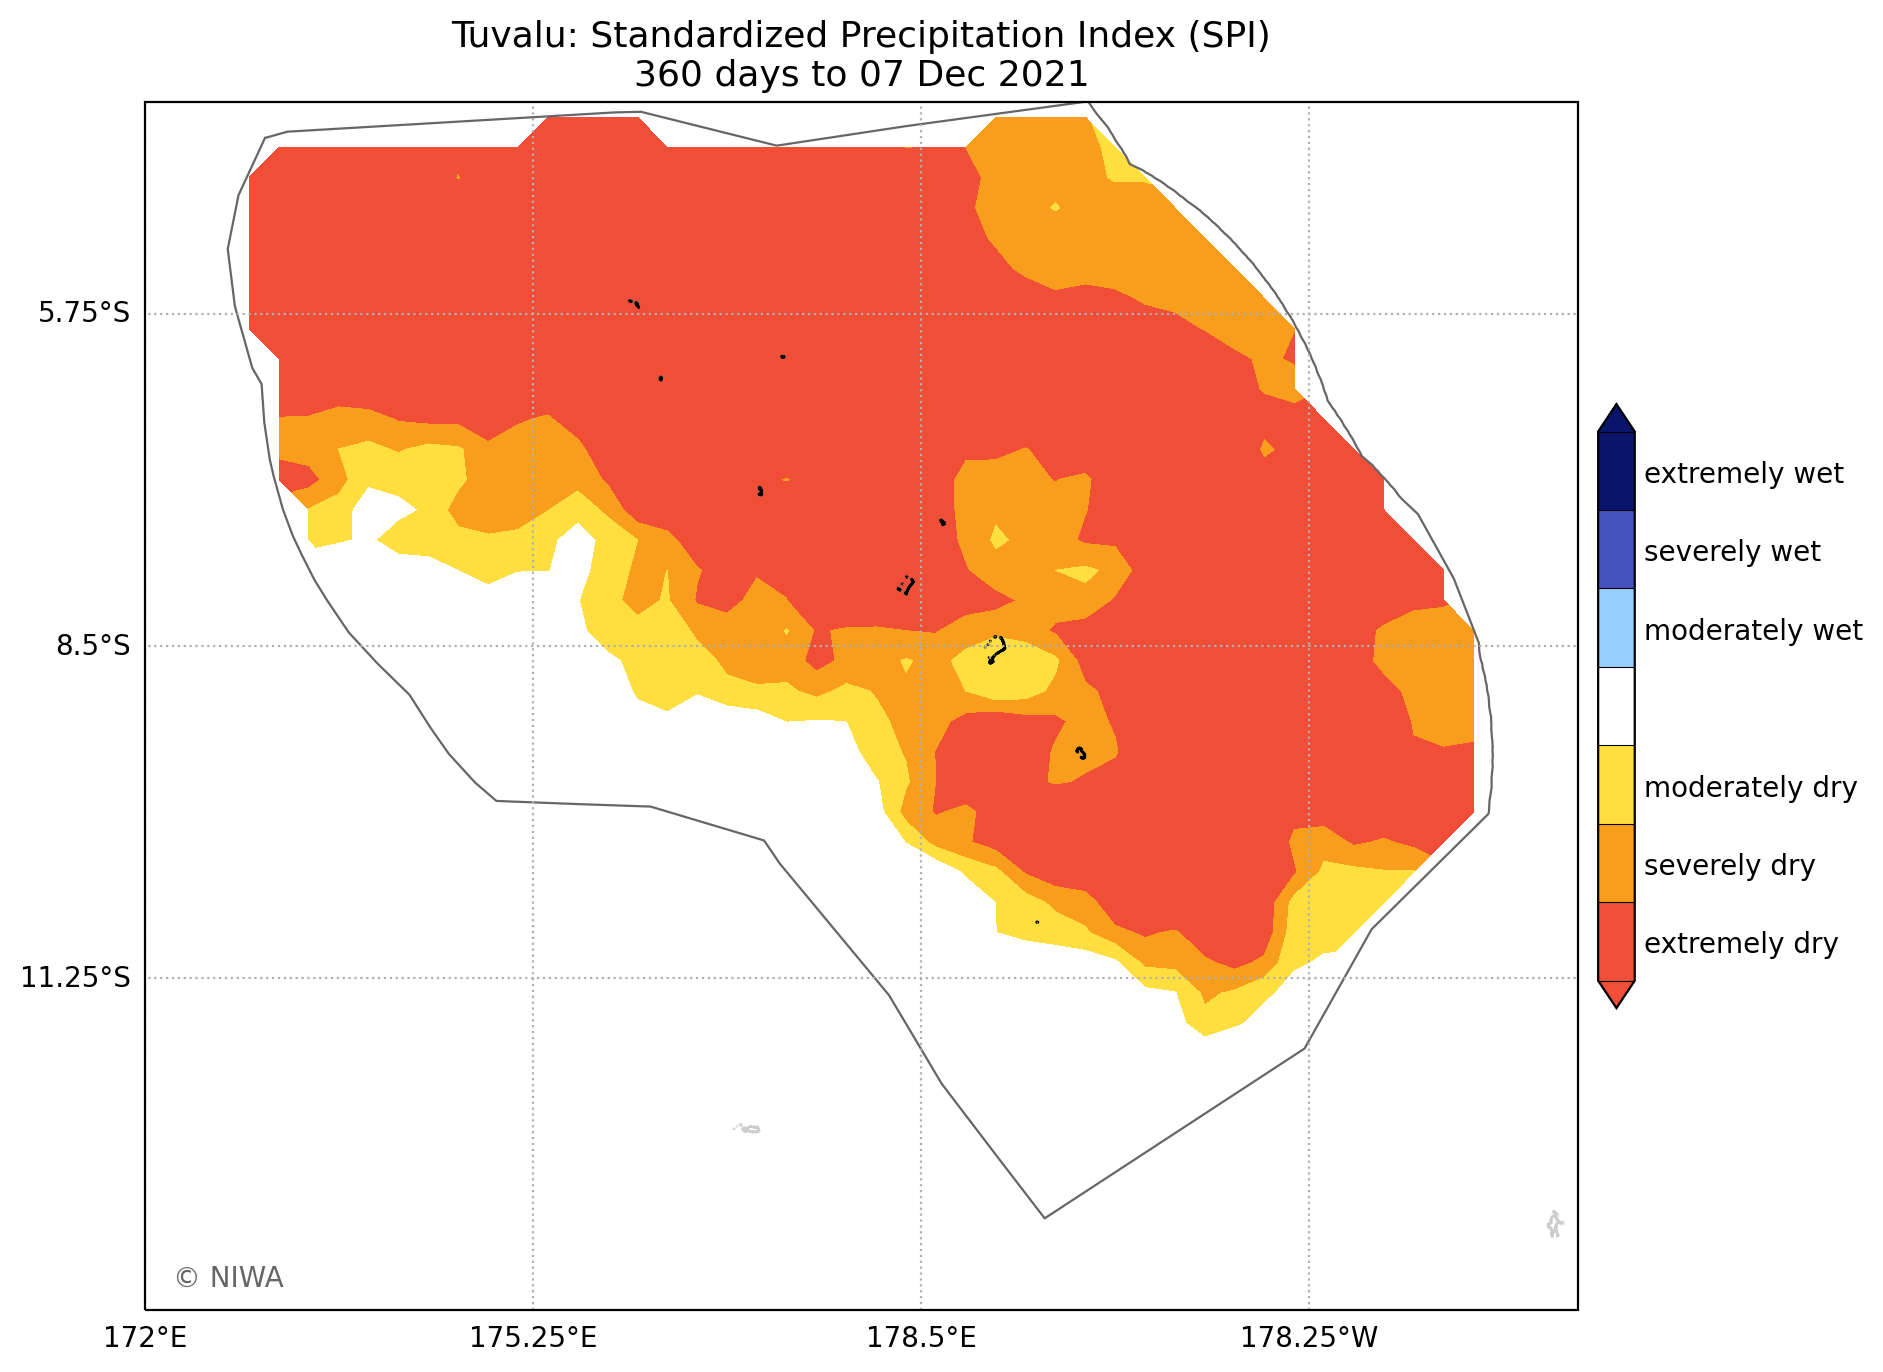 Tuvalu: Standardized Precipitation Index (SPI)
360 days to 07 Dec 2021
5.75°S
8.5°S
11.25°S
172°E
175.25°E
178.5°E
178.25°W
extremely wet
severely wet
moderately wet
moderately dry
severely dry
extremely dry
© NIWA